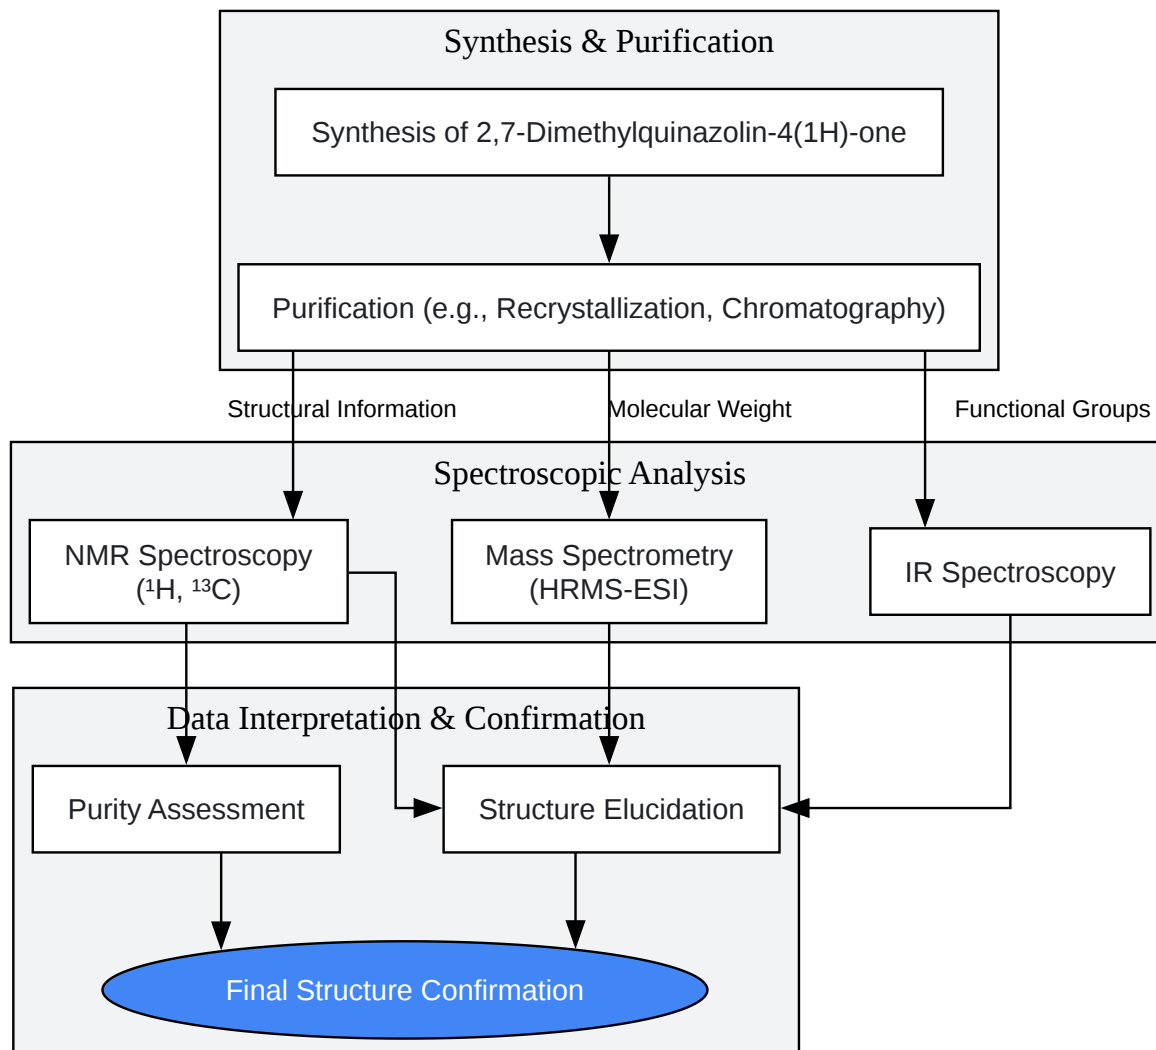 Synthesis & Purification
Synthesis of 2,7-Dimethylquinazolin-4(1H)-one
Purification (e.g., Recrystallization, Chromatography)
Structural Information
Molecular Weight
Functional Groups
Spectroscopic Analysis
NMR Spectroscopy
(¹H, ¹³C)
Mass Spectrometry
(HRMS-ESI)
IR Spectroscopy
Data Interpretation & Confirmation
Purity Assessment
Structure Elucidation
Final Structure Confirmation